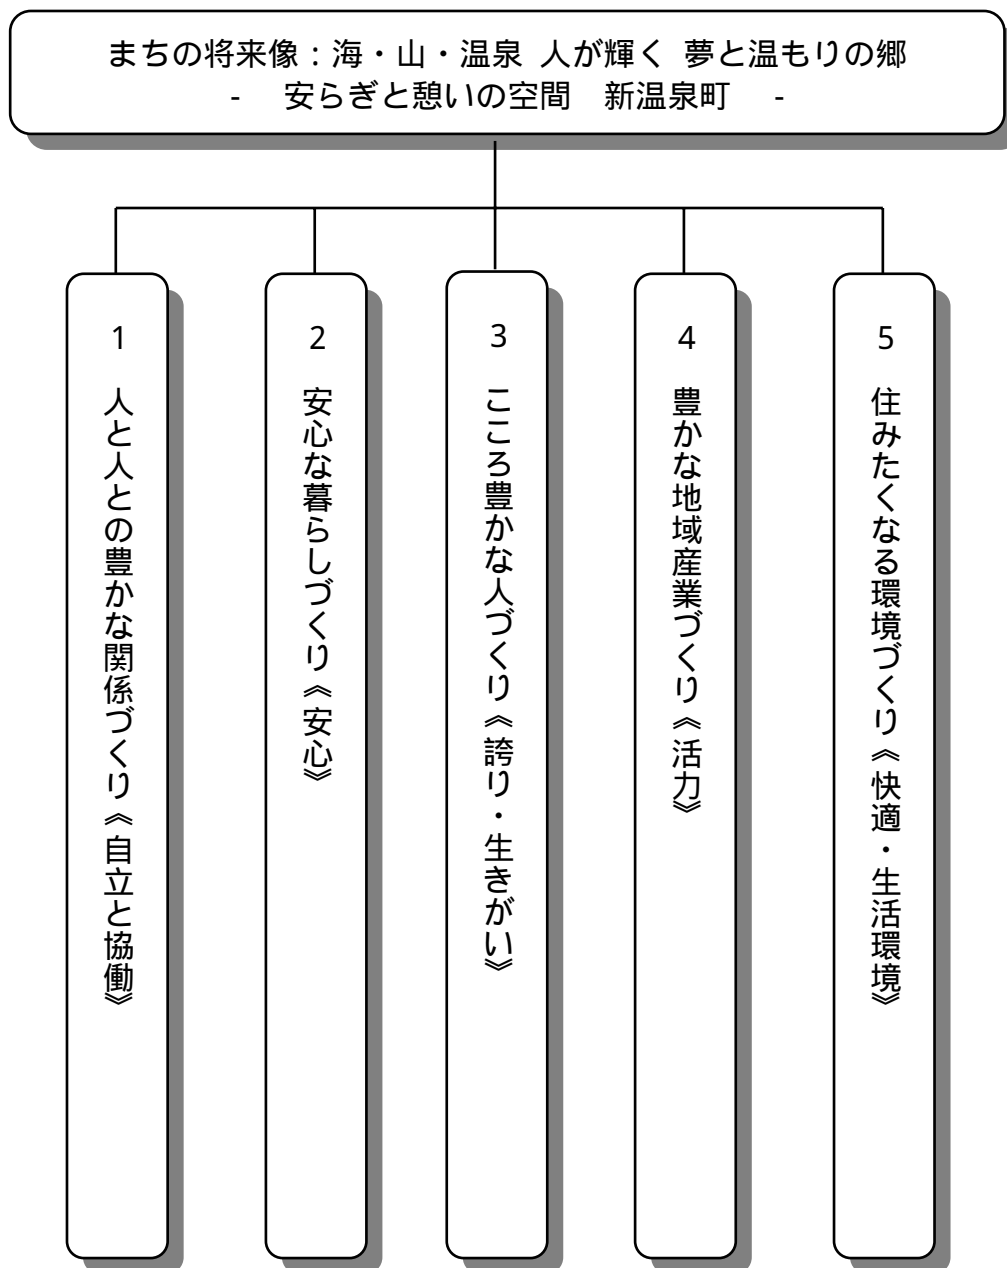 まちの将来像：海・山・温泉 人が輝く 夢と温もりの郷
- 安らぎと憩いの空間 新温泉町 -
1 人と人との豊かな関係づくり《自立と協働》
2 安心な暮らしづくり《安心》
3 こころ豊かな人づくり《誇り・生きがい》
4 豊かな地域産業づくり《活力》
5 住みたくなる環境づくり《快適・生活環境》